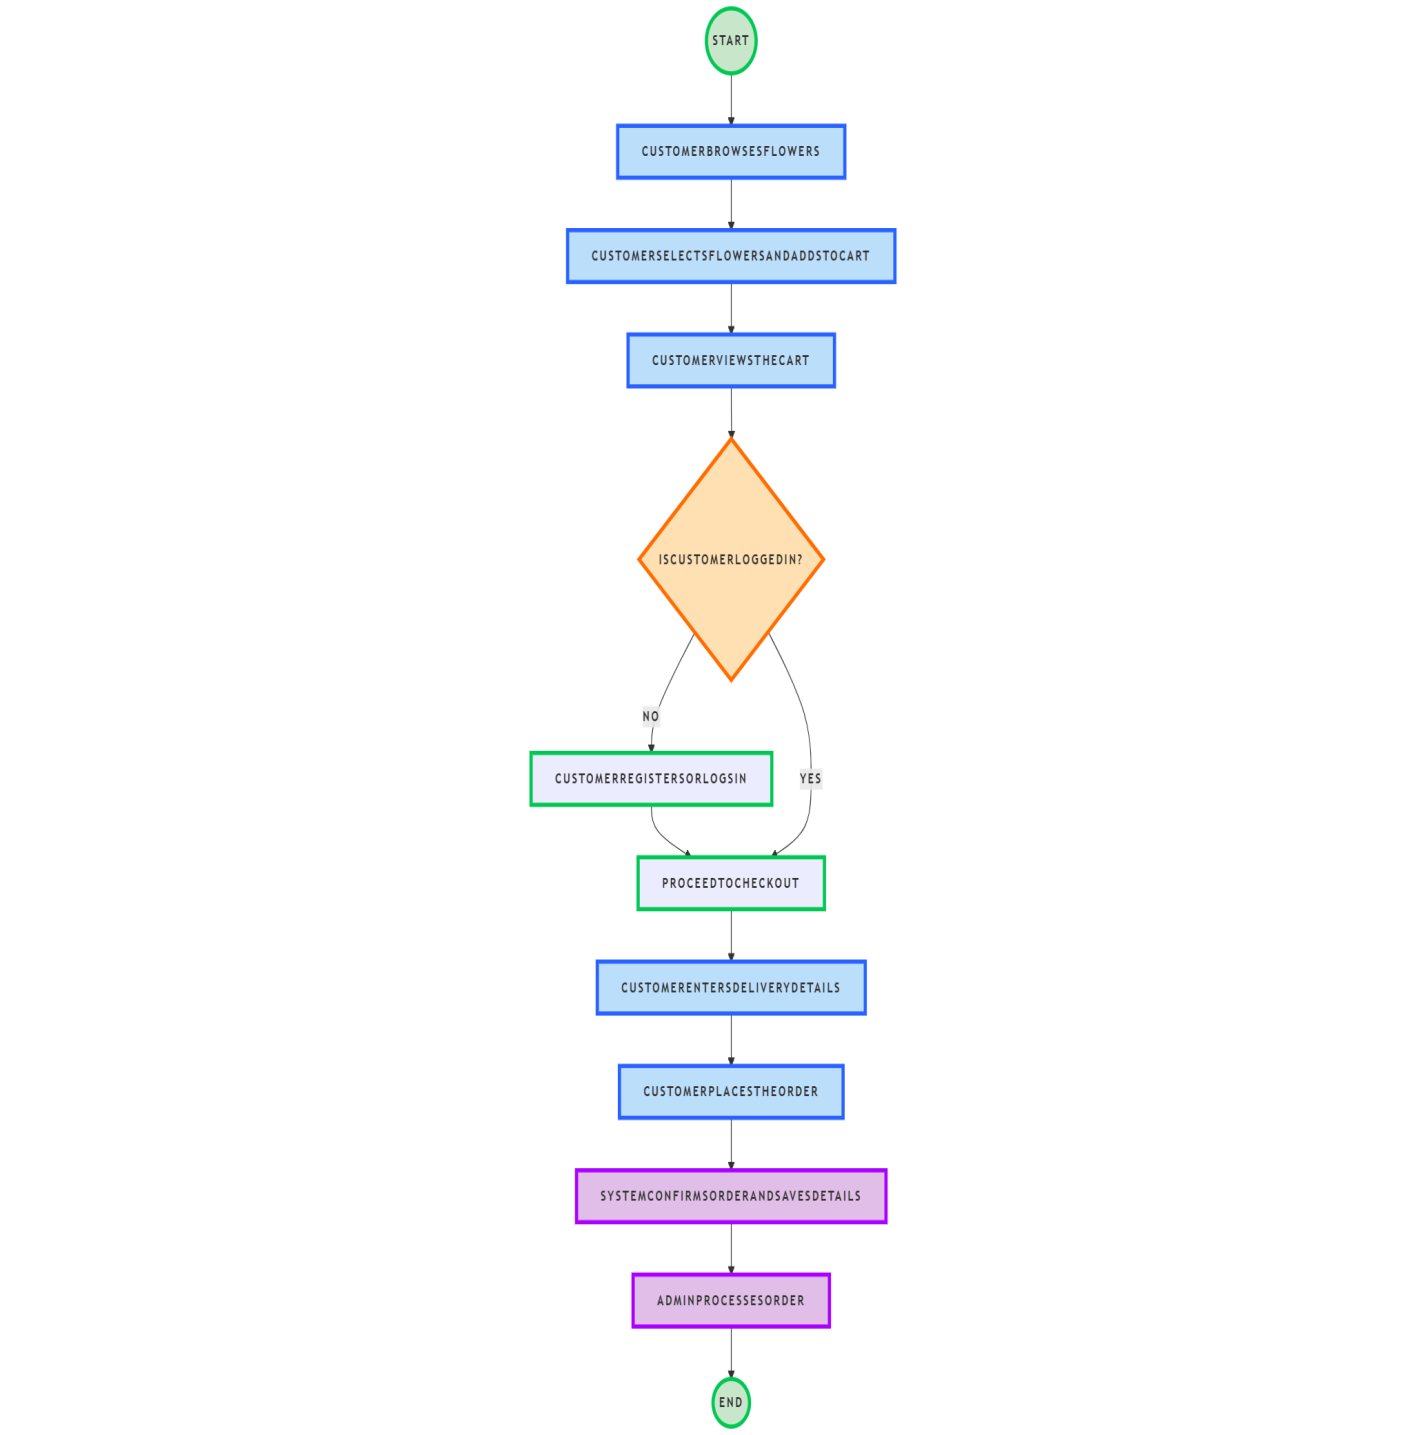 START
CUSTOMERBROWSESFLOWERS
CUSTOMERSELECTSFLOWERSANDADDSTOCART
CUSTOMERVIEWSTHECART
ISCUSTOMERLOGGEDIN?
NO
CUSTOMERREGISTERSORLOGSIN
YES
PROCEEDTOCHECKOUT
CUSTOMERENTERSDELIVERYDETAILS
CUSTOMERPLACESTHEORDER
SYSTEMCONFIRMSORDERANDSAVESDETAILS
ADMINPROCESSESORDER
END